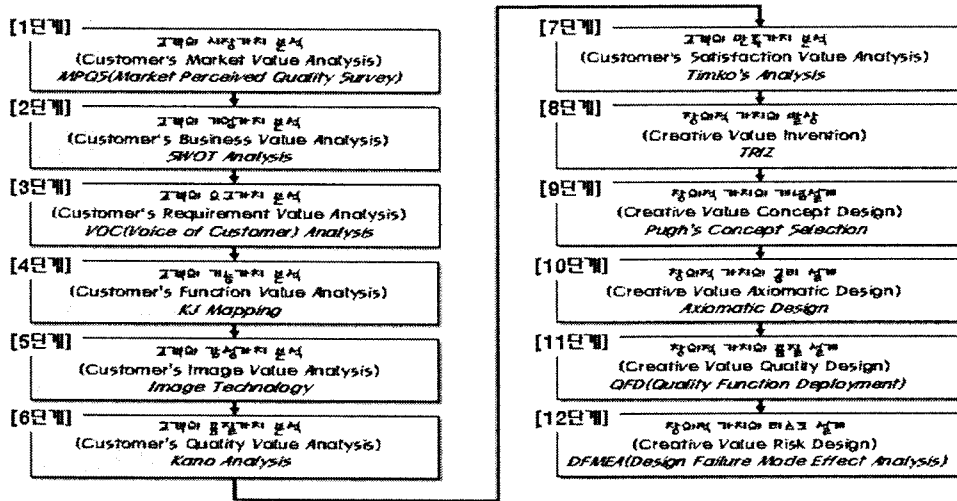 [1단계]
고객의 시장가치 분석
(Customer's Market Value Analysis)
MPQS(Market Perceived Quality Survey)
[2단계]
고객의 가치 분석
(Customer's Business Value Analysis)
SWOT Analysis
[3단계]
고객의 요구가치 분석
(Customer's Requirement Value Analysis)
VOC(Voice of Customer) Analysis
[4단계]
고객의 기능가치 분석
(Customer's Function Value Analysis)
KJ Mapping
[5단계]
고객의 감성가치 분석
(Customer's Image Value Analysis)
Image Technology
[6단계]
고객의 품질가치 분석
(Customer's Quality Value Analysis)
Kano Analysis
[7단계]
고객의 만족가치 분석
(Customer's Satisfaction Value Analysis)
Timko's Analysis
[8단계]
창의적 가치의 발상
(Creative Value Invention)
TRIZ
[9단계]
창의적 가치의 개념설계
(Creative Value Concept Design)
Pugh's Concept Selection
[10단계]
창의적 가치의 설계
(Creative Value Axiomatic Design)
Axiomatic Design
[11단계]
창의적 가치의 품질 설계
(Creative Value Quality Design)
QFD(Quality Function Deployment)
[12단계]
창의적 가치의 리스크 설계
(Creative Value Risk Design)
DFMEA(Design Failure Mode Effect Analysis)